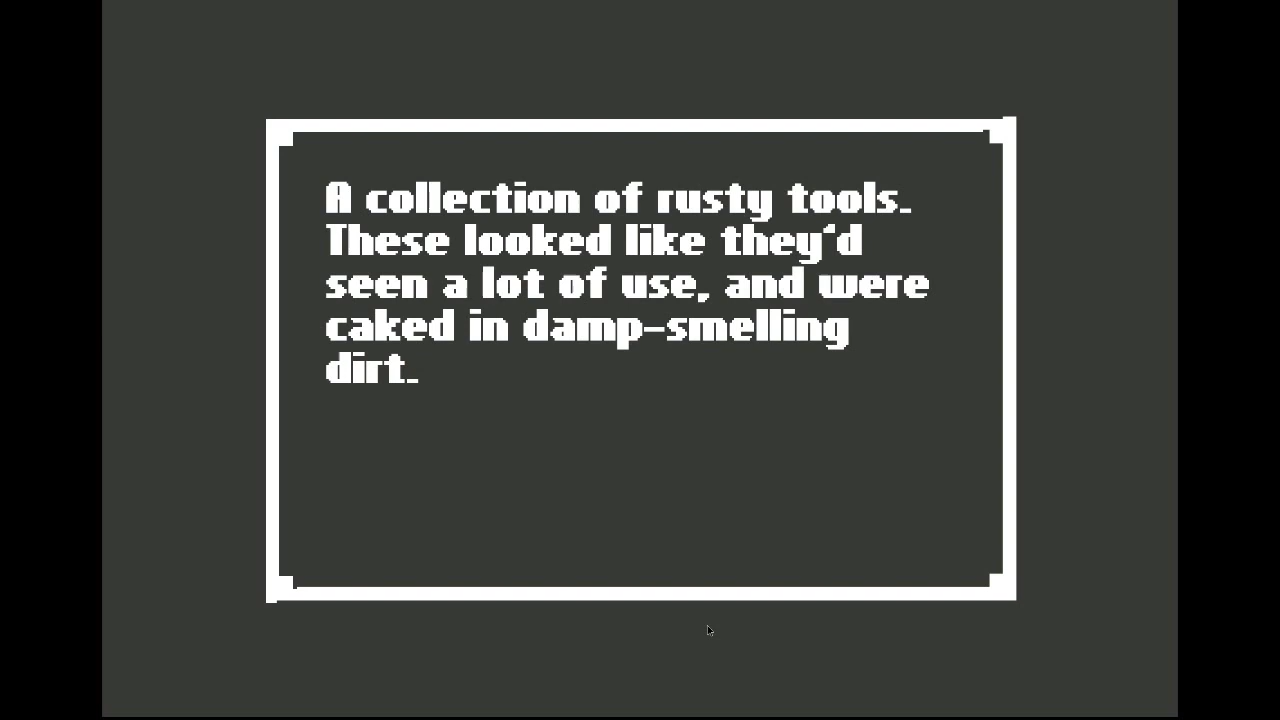 A collection of rusty tools.
These looked like they'd
seen a lot of use, and were
caked in damp-smelling
dirt.